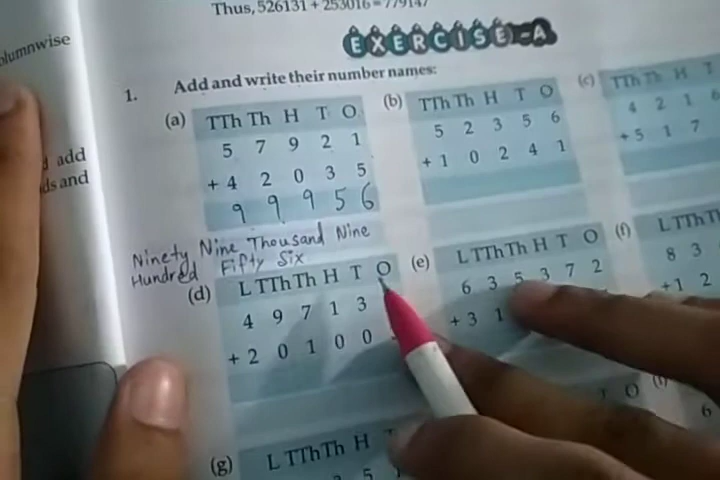 Thus, 526131 + 253016 = 779147
EXERCISE-A
1. Add and write their number names:
(a) TTh Th H T O
5 7 9 2 1
+ 4 2 0 3 5
9 9 9 5 6
Ninety Nine Thousand Nine
Hundred Fifty Six
(b) TTh Th H T O
5 2 3 5 6
+ 1 0 2 4 1
(c) TTh Th H T
4 2 1 6
+ 5 1 7
(d) L TTh Th H T O
4 9 7 1 3
+ 2 0 1 0 0
(e) L TTh Th H T O
6 3 5 3 7 2
+ 3 1
(f) L TTh T
8 3
+ 1 2
(g) L TTh Th H
5
O
6
columnwise
add
ds and